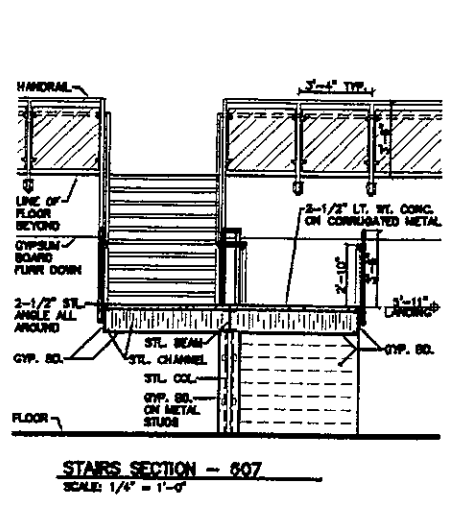 HANDRAIL
3'-4" TYP.
LINE OF
FLOOR
BEYOND
2-1/2" LT. WT. CONC.
ON CORRUGATED METAL
GYPSUM
BOARD
FURR DOWN
2'-10"
2-1/2" STL.
ANGLE ALL
AROUND
3'-11"
LANDING
GYP. BD.
STL. CHANNEL
STL. BEAM
GYP. BD.
STL. COL.
GYP. BD.
ON METAL
STUDS
FLOOR
STAIRS SECTION - 507
SCALE: 1/4" = 1'-0"